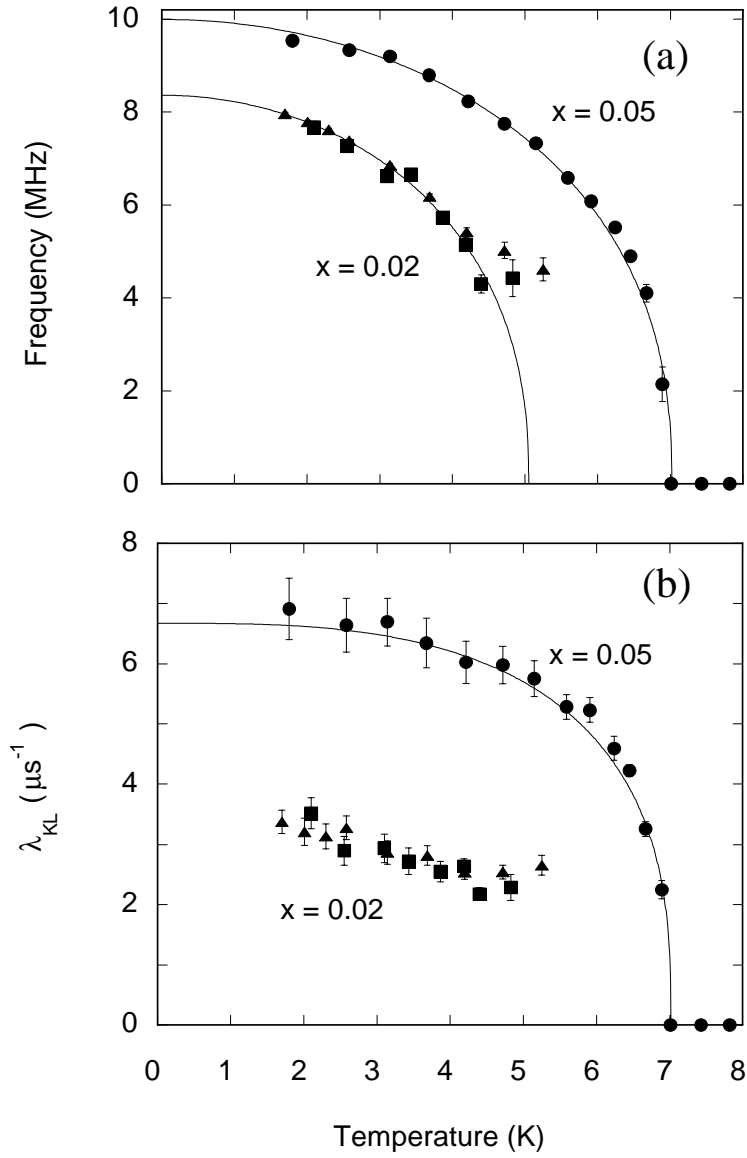 10
(a)
x = 0.05
8
6
x = 0.02
4
2
0
Frequency (MHz)
8
(b)
x = 0.05
6
4
x = 0.02
2
0
λKL (μs-1)
0 1 2 3 4 5 6 7 8
Temperature (K)